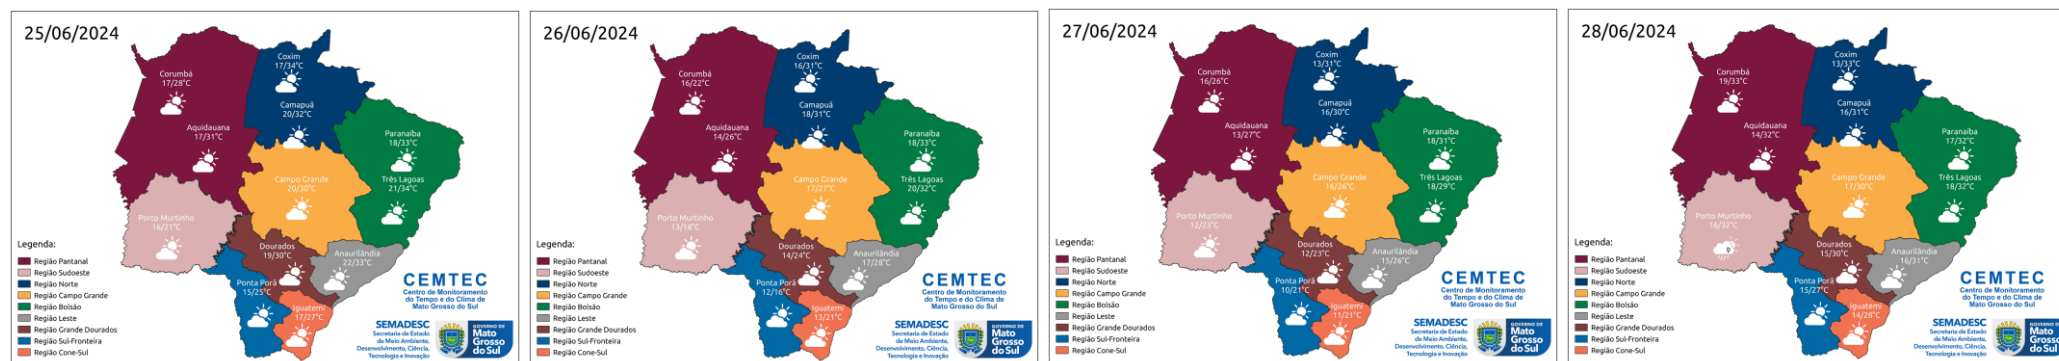 25/06/2024
Coxim
17/34°C
Corumbá
17/28°C
Camapuã
20/32°C
Aquidauana
17/31°C
Paranaíba
18/33°C
Campo Grande
20/30°C
Três Lagoas
21/34°C
Porto Murtinho
16/21°C
Dourados
19/30°C
Anaurilândia
22/33°C
Ponta Porã
15/25°C
Iguatemi
17/27°C
Legenda:
Região Pantanal
Região Sudoeste
Região Norte
Região Campo Grande
Região Bolsão
Região Leste
Região Grande Dourados
Região Sul-Fronteira
Região Cone-Sul
CEMTEC
Centro de Monitoramento
do Tempo e do Clima de
Mato Grosso do Sul
SEMADESC
Secretaria de Estado
de Meio Ambiente,
Desenvolvimento, Ciência,
Tecnologia e Inovação
GOVERNO DE
Mato
Grosso
do Sul
26/06/2024
Coxim
16/31°C
Corumbá
16/22°C
Camapuã
18/31°C
Aquidauana
14/26°C
Paranaíba
18/33°C
Campo Grande
17/27°C
Três Lagoas
20/32°C
Porto Murtinho
13/18°C
Dourados
14/24°C
Anaurilândia
17/28°C
Ponta Porã
12/16°C
Iguatemi
13/21°C
Legenda:
Região Pantanal
Região Sudoeste
Região Norte
Região Campo Grande
Região Bolsão
Região Leste
Região Grande Dourados
Região Sul-Fronteira
Região Cone-Sul
CEMTEC
Centro de Monitoramento
do Tempo e do Clima de
Mato Grosso do Sul
SEMADESC
Secretaria de Estado
de Meio Ambiente,
Desenvolvimento, Ciência,
Tecnologia e Inovação
GOVERNO DE
Mato
Grosso
do Sul
27/06/2024
Coxim
13/31°C
Corumbá
16/26°C
Camapuã
16/30°C
Aquidauana
13/27°C
Paranaíba
18/31°C
Campo Grande
16/26°C
Três Lagoas
18/29°C
Porto Murtinho
12/23°C
Dourados
12/23°C
Anaurilândia
15/26°C
Ponta Porã
10/21°C
Iguatemi
11/21°C
Legenda:
Região Pantanal
Região Sudoeste
Região Norte
Região Campo Grande
Região Bolsão
Região Leste
Região Grande Dourados
Região Sul-Fronteira
Região Cone-Sul
CEMTEC
Centro de Monitoramento
do Tempo e do Clima de
Mato Grosso do Sul
SEMADESC
Secretaria de Estado
de Meio Ambiente,
Desenvolvimento, Ciência,
Tecnologia e Inovação
GOVERNO DE
Mato
Grosso
do Sul
28/06/2024
Coxim
13/33°C
Corumbá
19/33°C
Camapuã
16/31°C
Aquidauana
14/32°C
Paranaíba
17/32°C
Campo Grande
17/30°C
Três Lagoas
18/32°C
Porto Murtinho
16/32°C
Dourados
15/30°C
Anaurilândia
16/31°C
Ponta Porã
15/27°C
Iguatemi
14/28°C
Legenda:
Região Pantanal
Região Sudoeste
Região Norte
Região Campo Grande
Região Bolsão
Região Leste
Região Grande Dourados
Região Sul-Fronteira
Região Cone-Sul
CEMTEC
Centro de Monitoramento
do Tempo e do Clima de
Mato Grosso do Sul
SEMADESC
Secretaria de Estado
de Meio Ambiente,
Desenvolvimento, Ciência,
Tecnologia e Inovação
GOVERNO DE
Mato
Grosso
do Sul